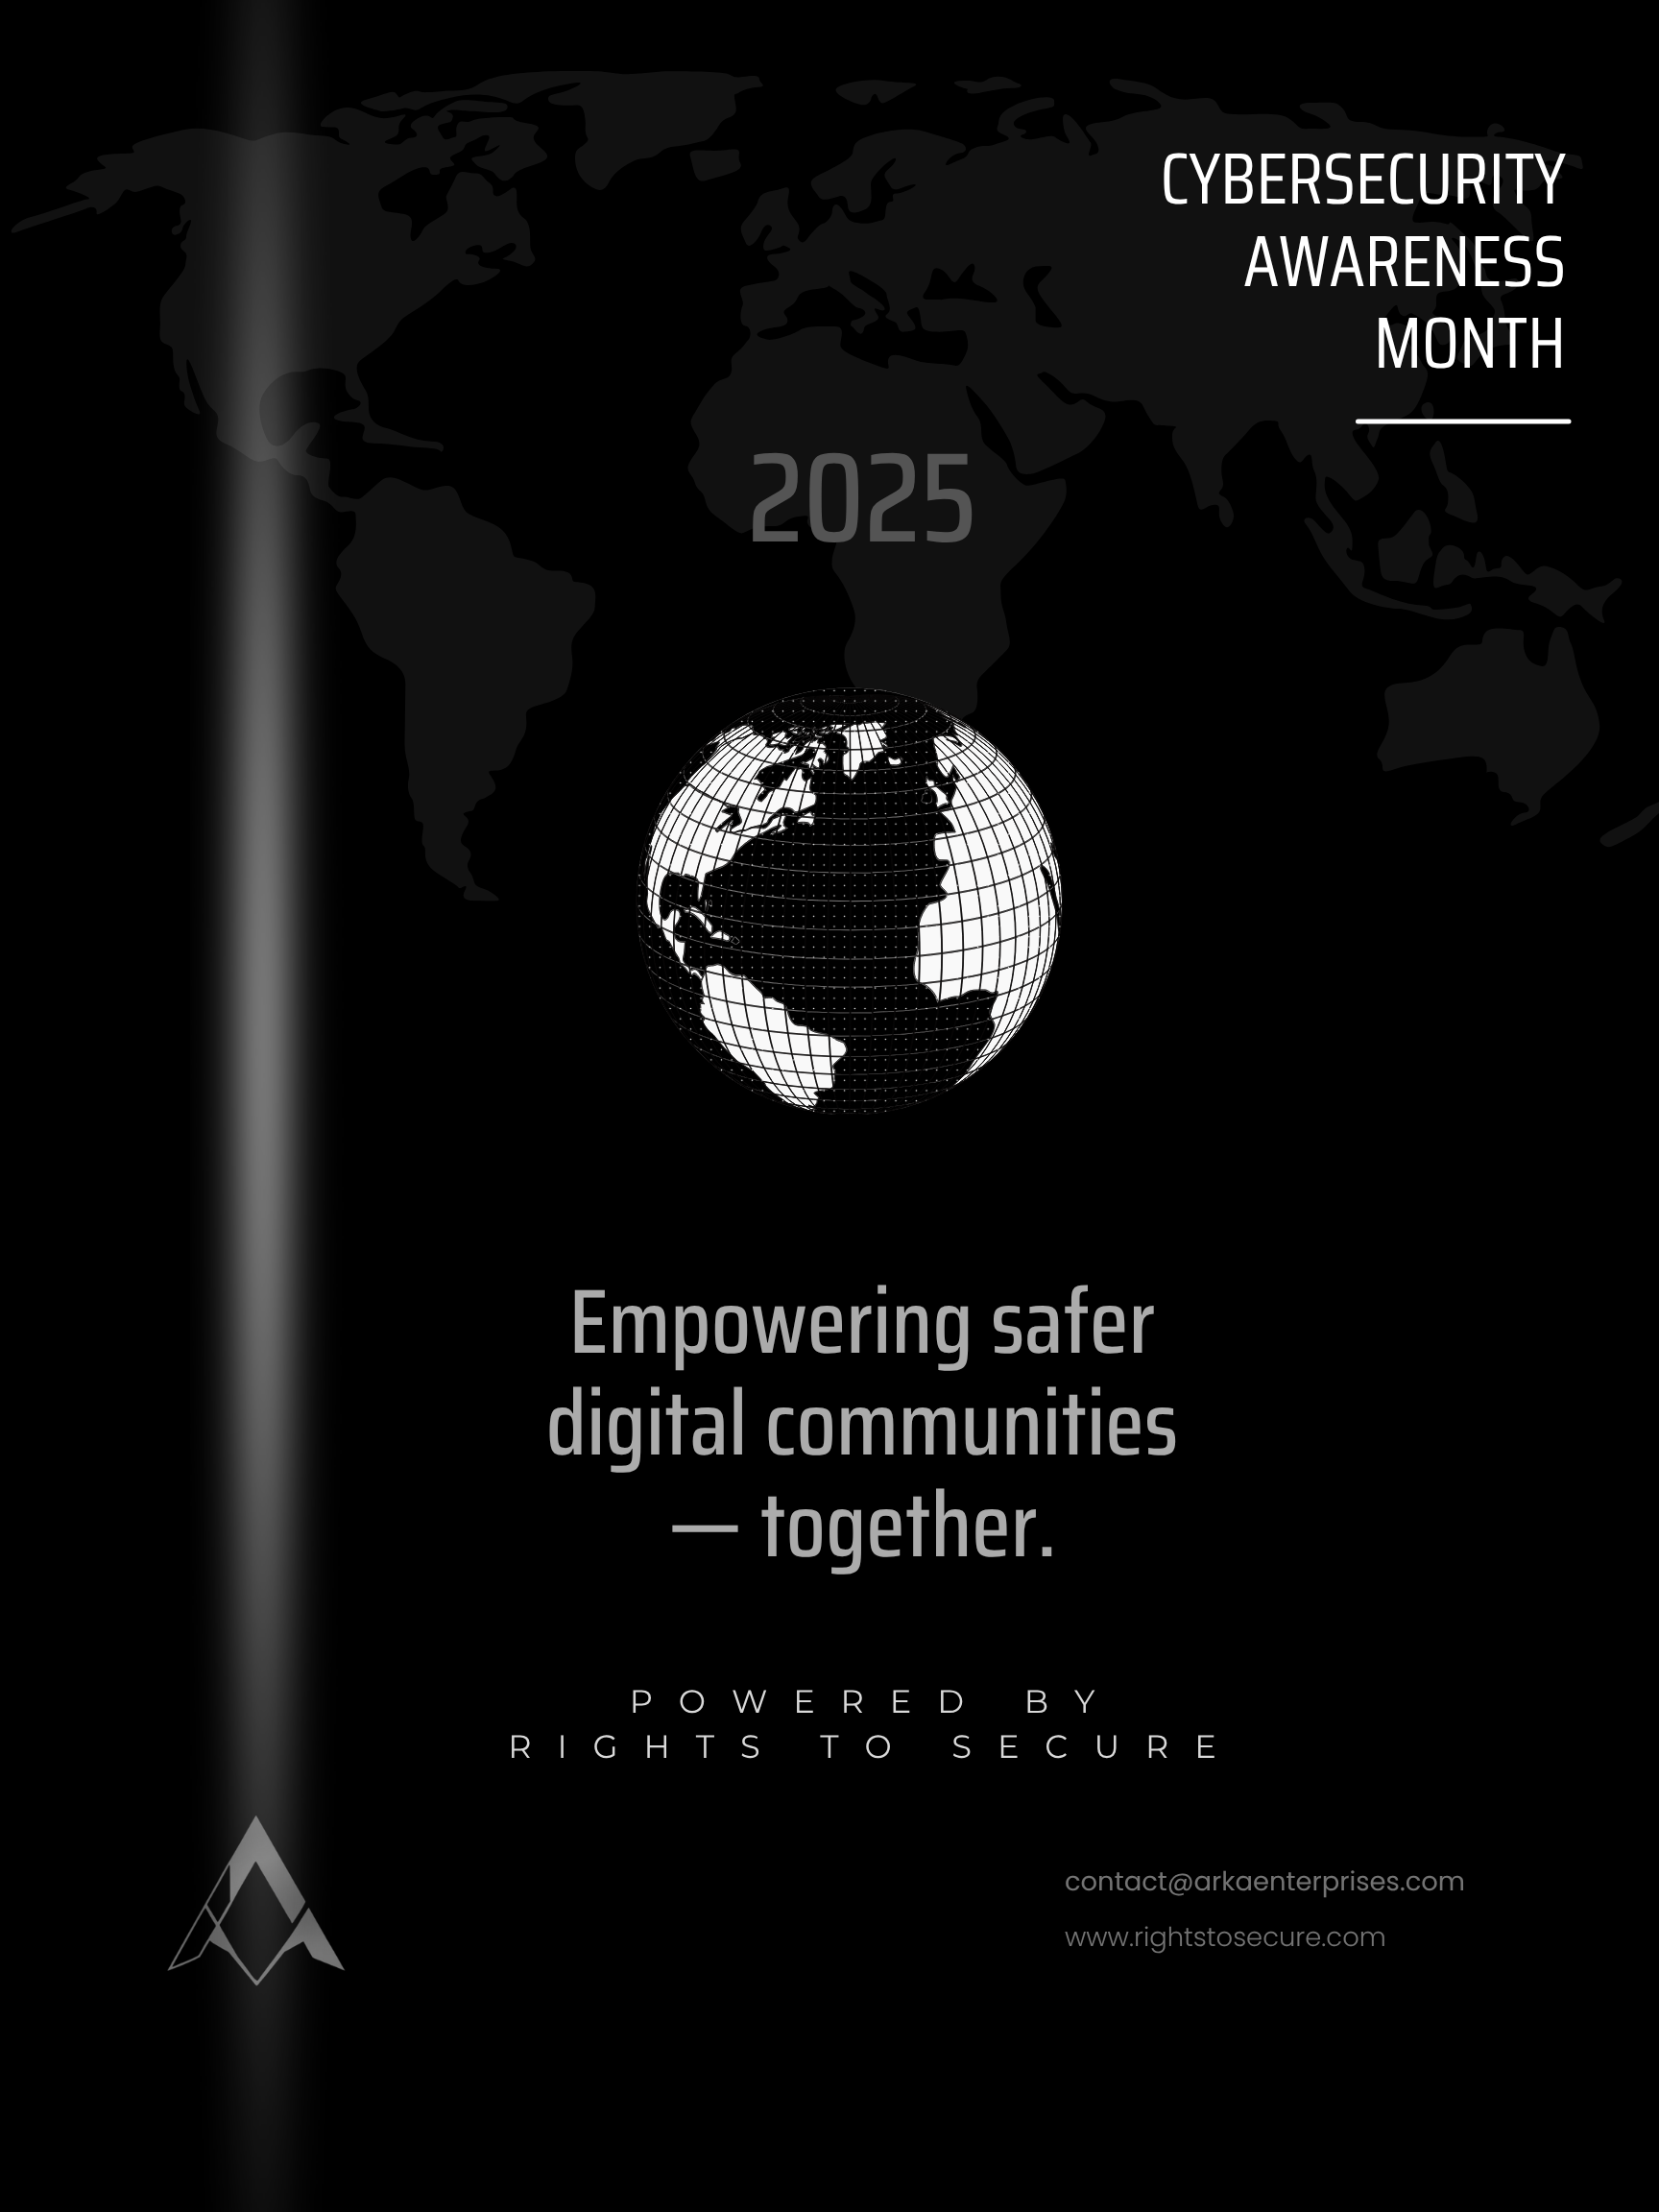 CYBERSECURITY
AWARENESS
MONTH
2025
Empowering safer
digital communities
— together.
POWERED BY
RIGHTS TO SECURE
contact@arkaenterprises.com
www.rightstosecure.com